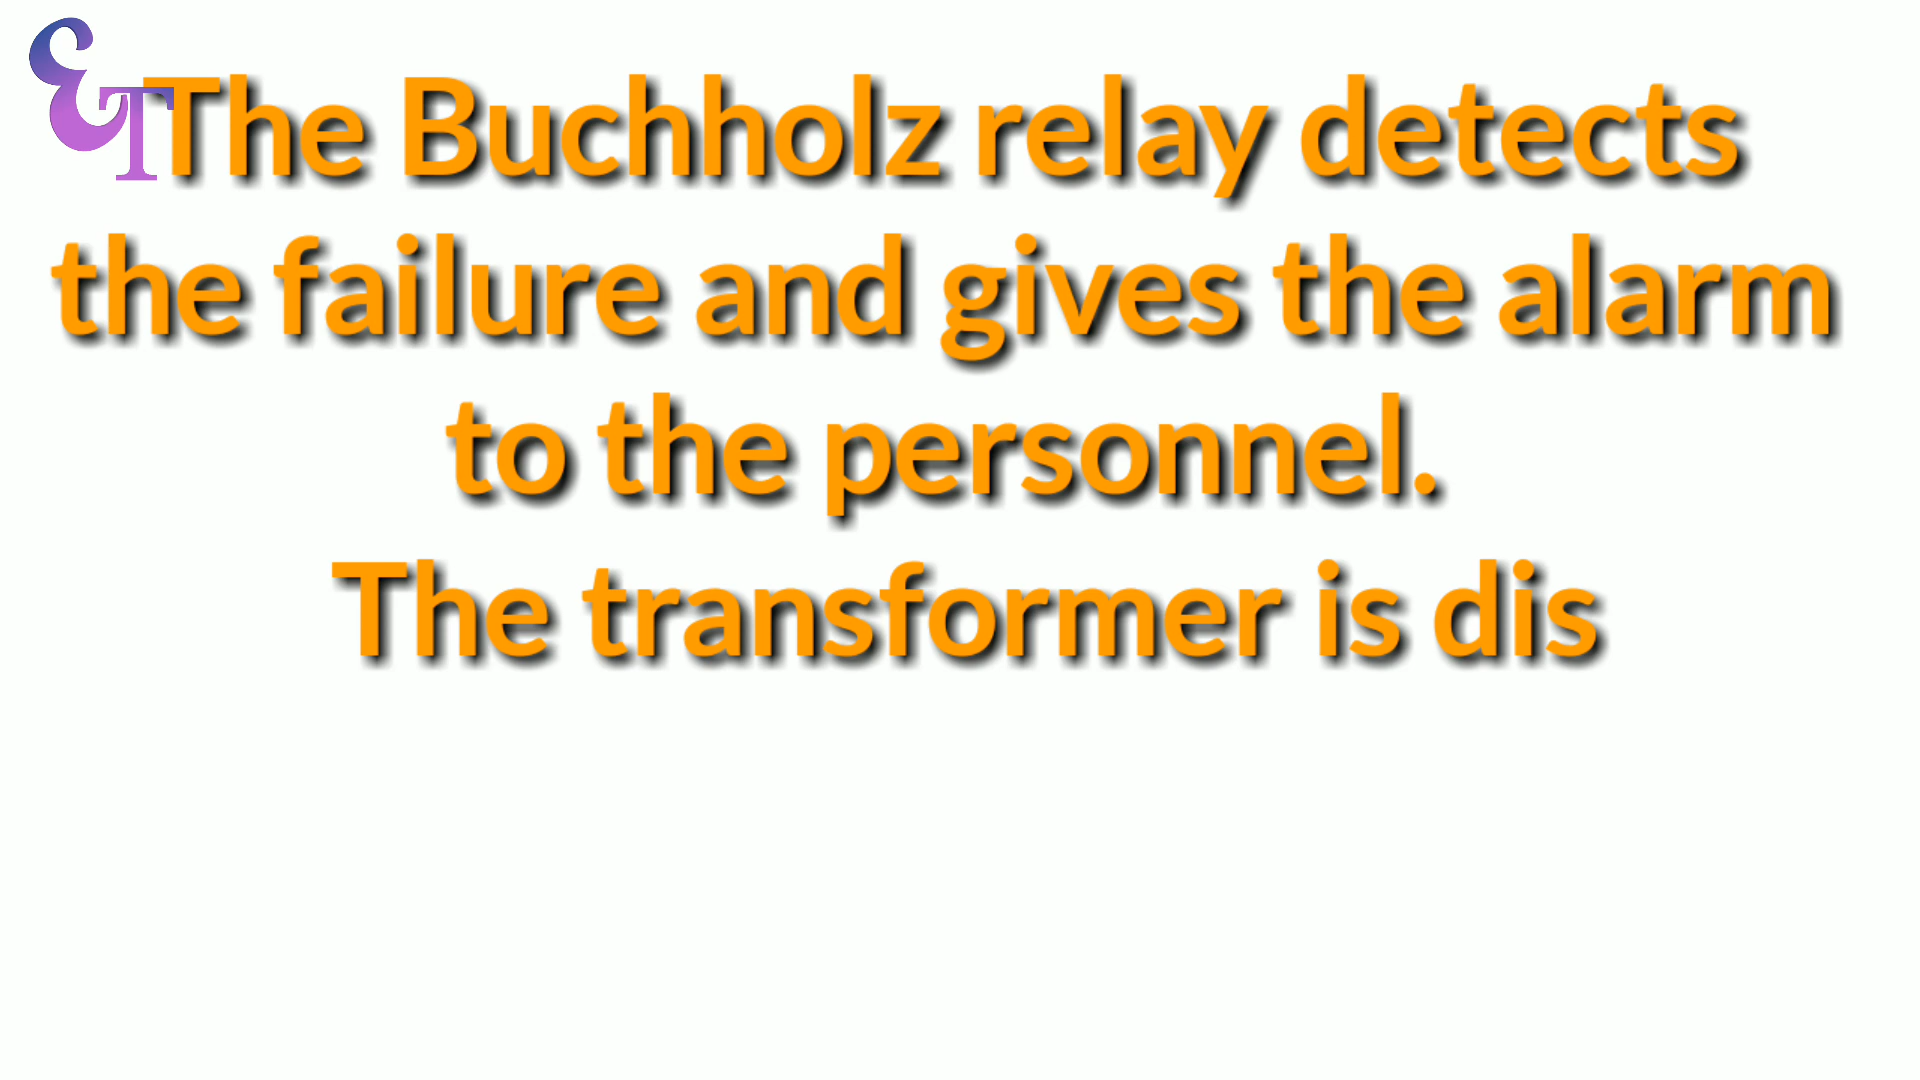 The Buchholz relay detects
the failure and gives the alarm
to the personnel.
The transformer is dis